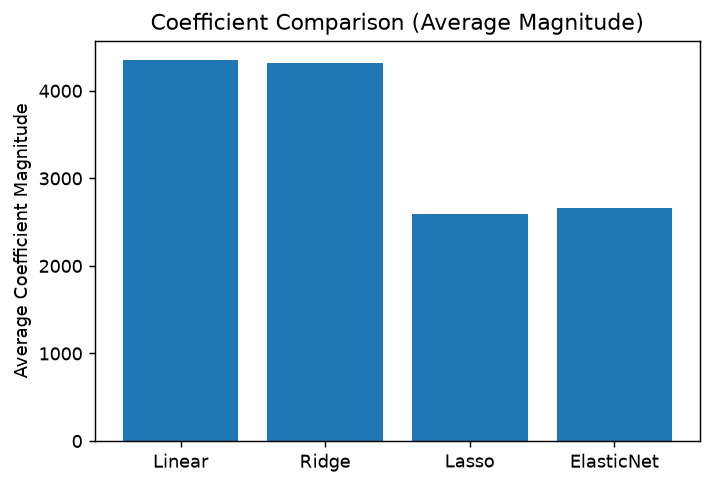 Coefficient Comparison (Average Magnitude)
Average Coefficient Magnitude
4000
3000
2000
1000
0
Linear
Ridge
Lasso
ElasticNet